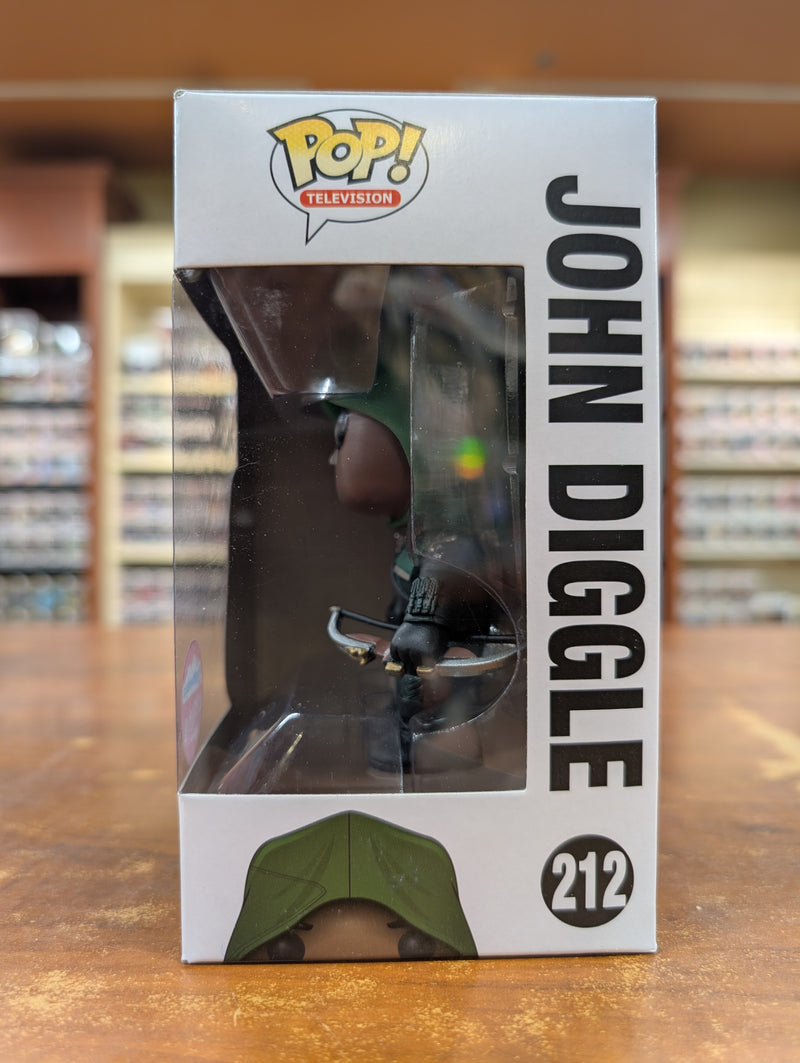 POP!
TELEVISION
JOHN DIGGLE
212